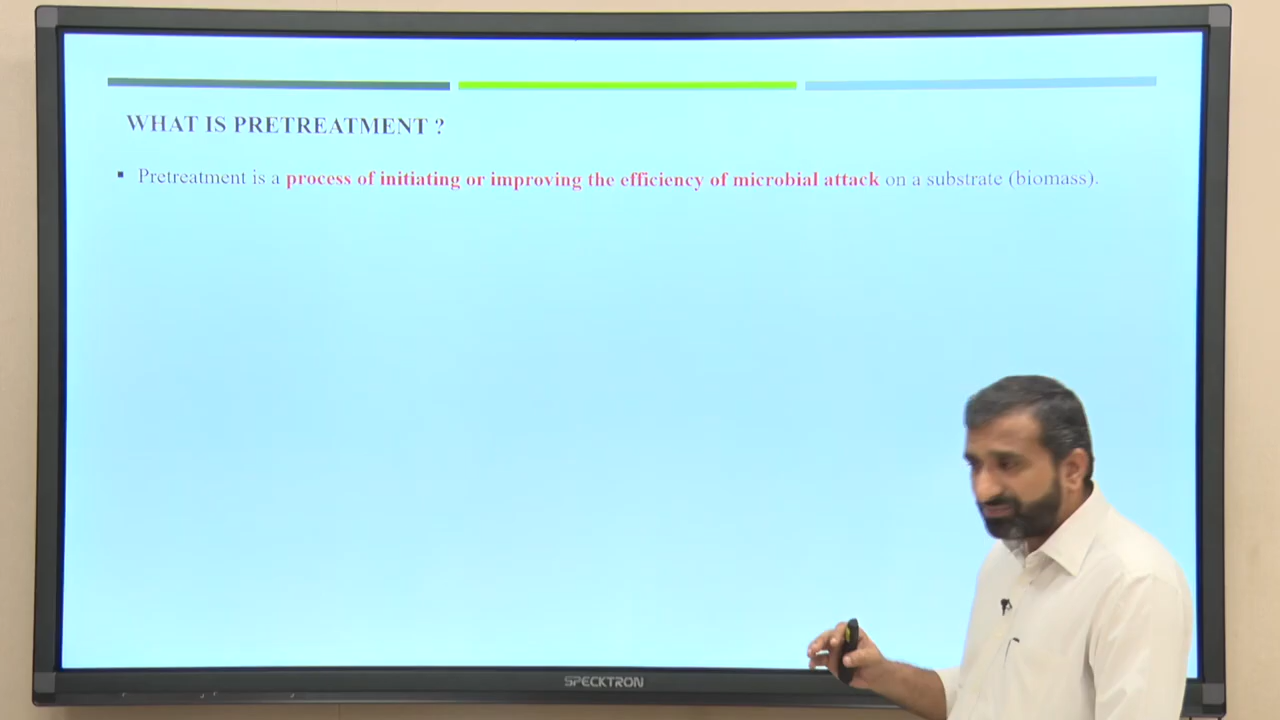 WHAT IS PRETREATMENT ?
▪ Pretreatment is a process of initiating or improving the efficiency of microbial attack on a substrate (biomass).
SPECKTRON